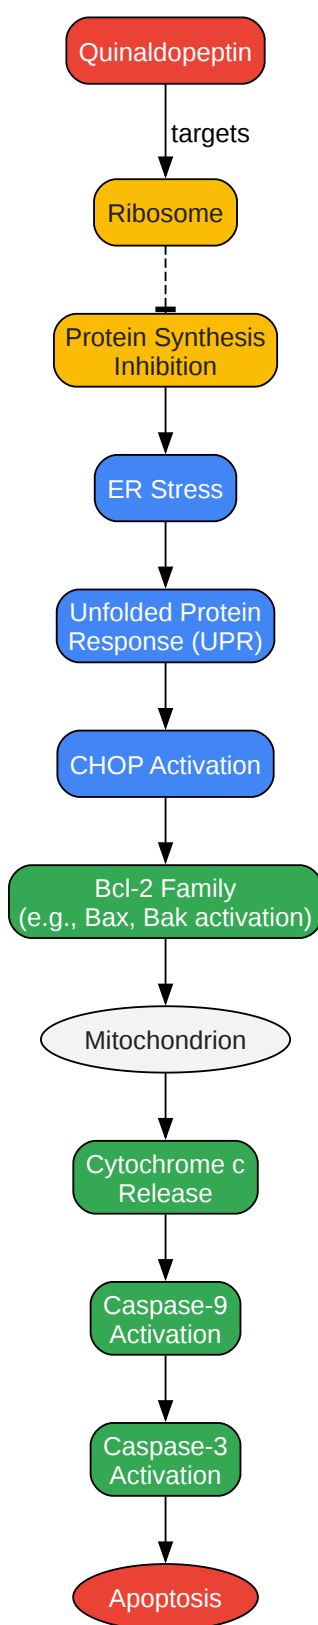 Quinaldopeptin
targets
Ribosome
Protein Synthesis
Inhibition
ER Stress
Unfolded Protein
Response (UPR)
CHOP Activation
Bcl-2 Family
(e.g., Bax, Bak activation)
Mitochondrion
Cytochrome c
Release
Caspase-9
Activation
Caspase-3
Activation
Apoptosis